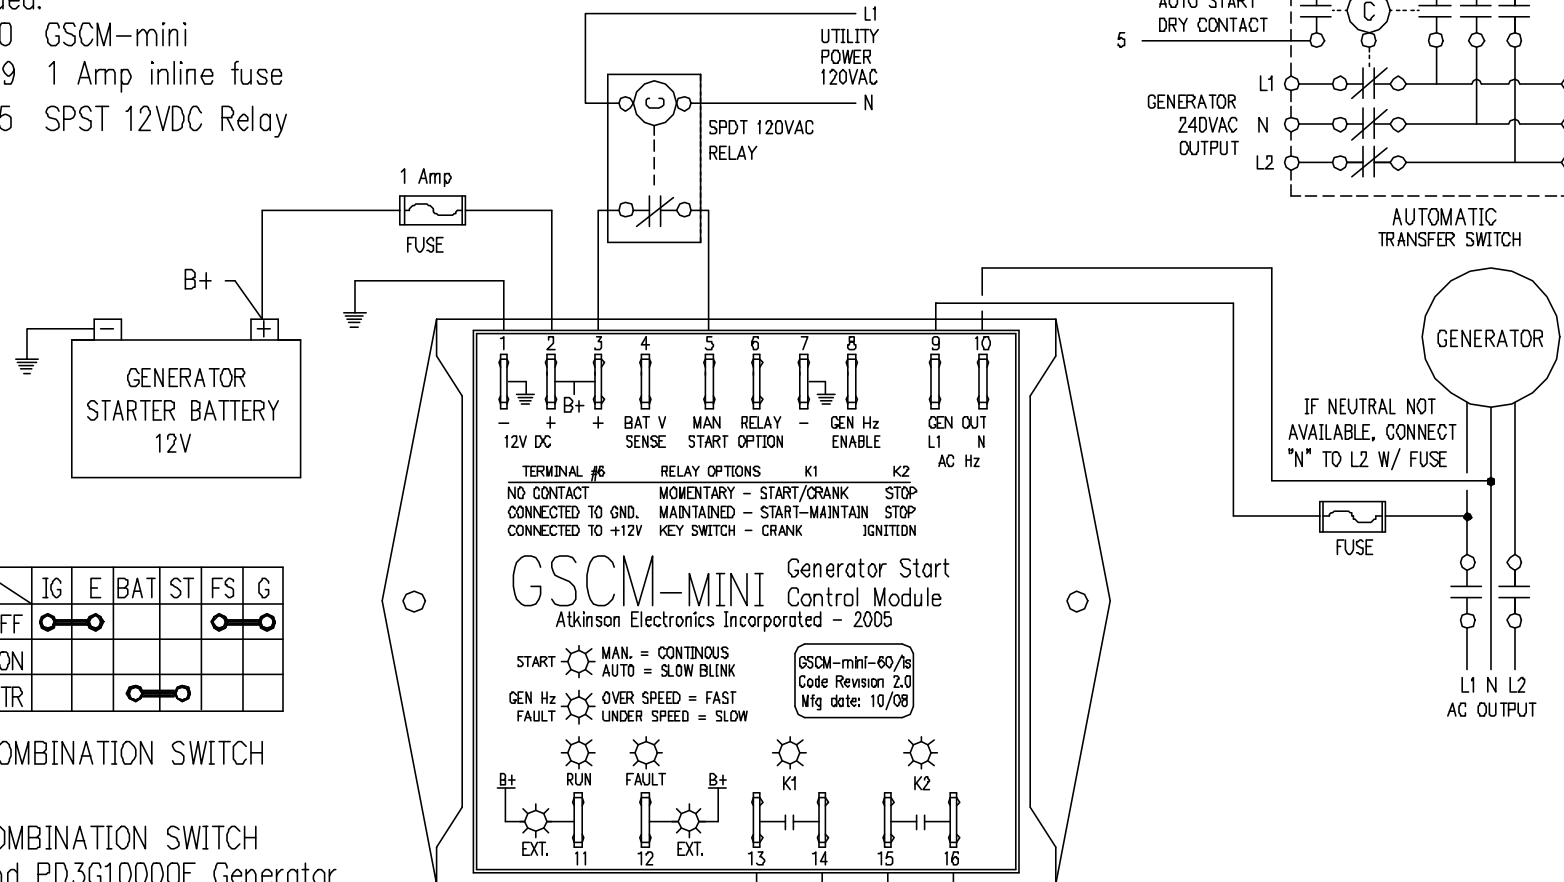 0 GSCM-mini
9 1 Amp inline fuse
5 SPST 12VDC Relay
L1
UTILITY
POWER
120VAC
N
C
SPDT 120VAC
RELAY
AUTO START
DRY CONTACT
5
C
L1
GENERATOR
240VAC N
OUTPUT
L2
AUTOMATIC
TRANSFER SWITCH
1 Amp
FUSE
B+
- +
GENERATOR
STARTER BATTERY
12V
GENERATOR
IF NEUTRAL NOT
AVAILABLE, CONNECT
"N" TO L2 W/ FUSE
FUSE
L1 N L2
AC OUTPUT
1 2 3 4 5 6 7 8 9 10
B+
- + + BAT V MAN RELAY - GEN Hz GEN OUT
12V DC SENSE START OPTION ENABLE L1 N
AC Hz
TERMINAL #6 RELAY OPTIONS K1 K2
NO CONTACT MOMENTARY - START/CRANK STOP
CONNECTED TO GND. MAINTAINED - START-MAINTAIN STOP
CONNECTED TO +12V KEY SWITCH - CRANK IGNITION
GSCM-MINI Generator Start
Control Module
Atkinson Electronics Incorporated - 2005
START MAN. = CONTINOUS
AUTO = SLOW BLINK
GEN Hz OVER SPEED = FAST
FAULT UNDER SPEED = SLOW
GSCM-mini-60/is
Code Revision 2.0
Mfg date: 10/08
RUN FAULT K1 K2
B+ B+
EXT. 11 12 EXT. 13 14 15 16
IG E BAT ST FS G
FF
ON
TR
OMBINATION SWITCH
OMBINATION SWITCH
nd PD3G10000E Generator